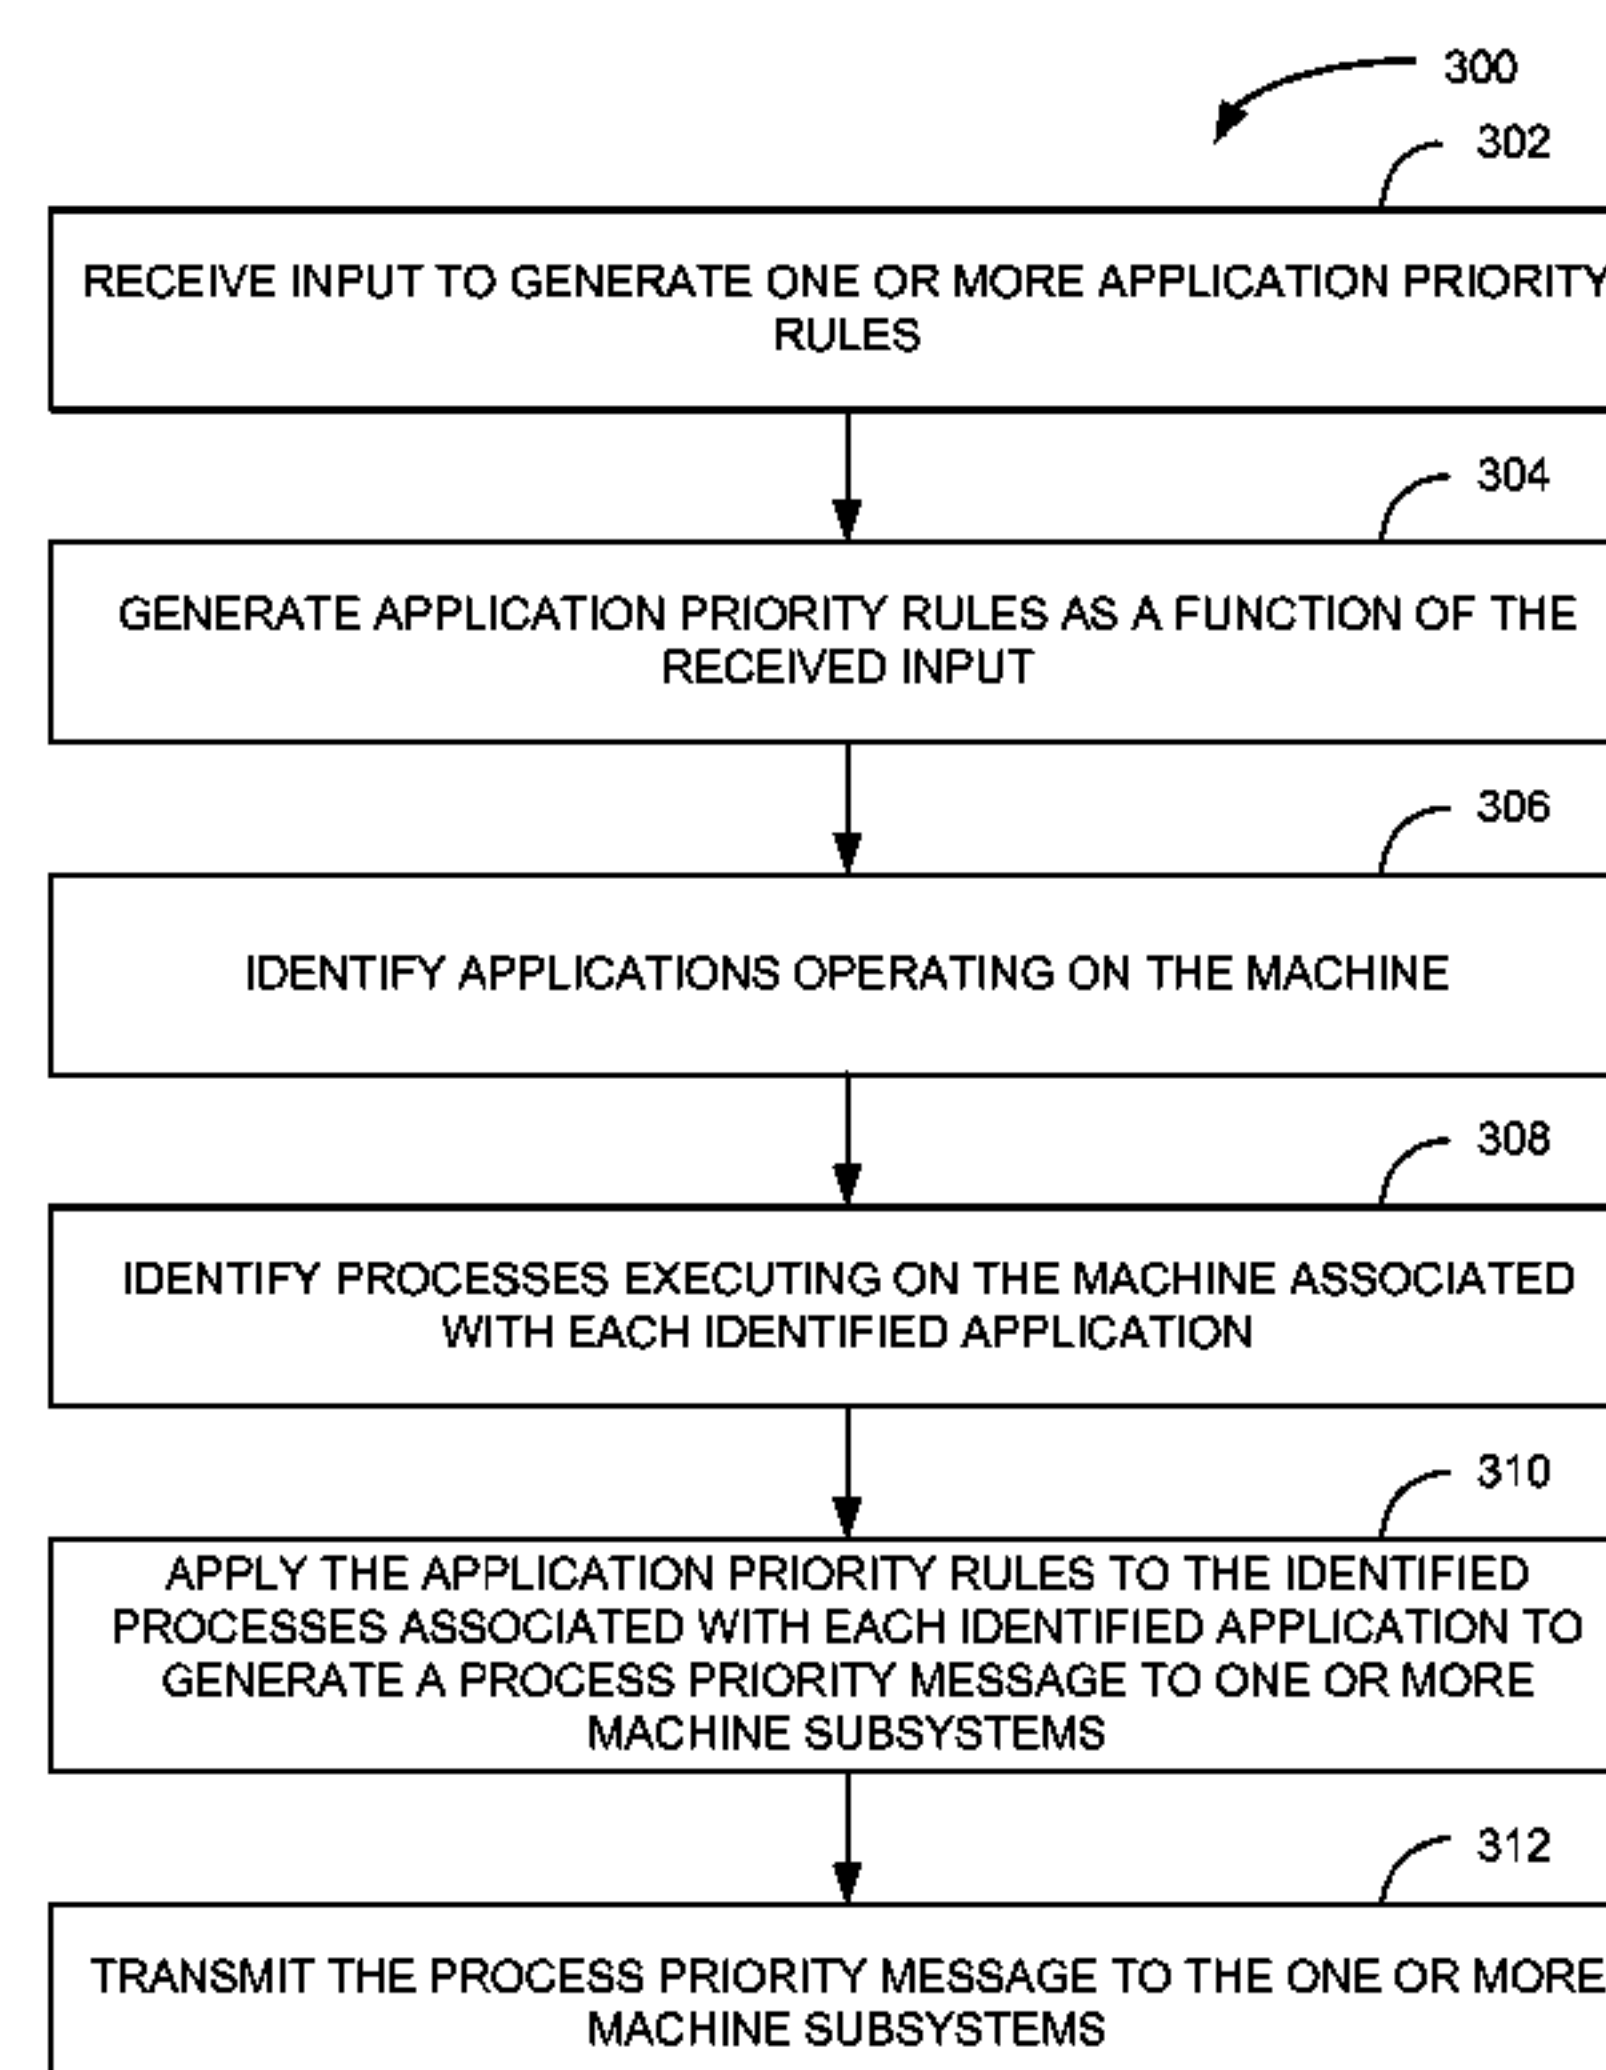 300
302
RECEIVE INPUT TO GENERATE ONE OR MORE APPLICATION PRIORITY
RULES
304
GENERATE APPLICATION PRIORITY RULES AS A FUNCTION OF THE
RECEIVED INPUT
306
IDENTIFY APPLICATIONS OPERATING ON THE MACHINE
308
IDENTIFY PROCESSES EXECUTING ON THE MACHINE ASSOCIATED
WITH EACH IDENTIFIED APPLICATION
310
APPLY THE APPLICATION PRIORITY RULES TO THE IDENTIFIED
PROCESSES ASSOCIATED WITH EACH IDENTIFIED APPLICATION TO
GENERATE A PROCESS PRIORITY MESSAGE TO ONE OR MORE
MACHINE SUBSYSTEMS
312
TRANSMIT THE PROCESS PRIORITY MESSAGE TO THE ONE OR MORE
MACHINE SUBSYSTEMS